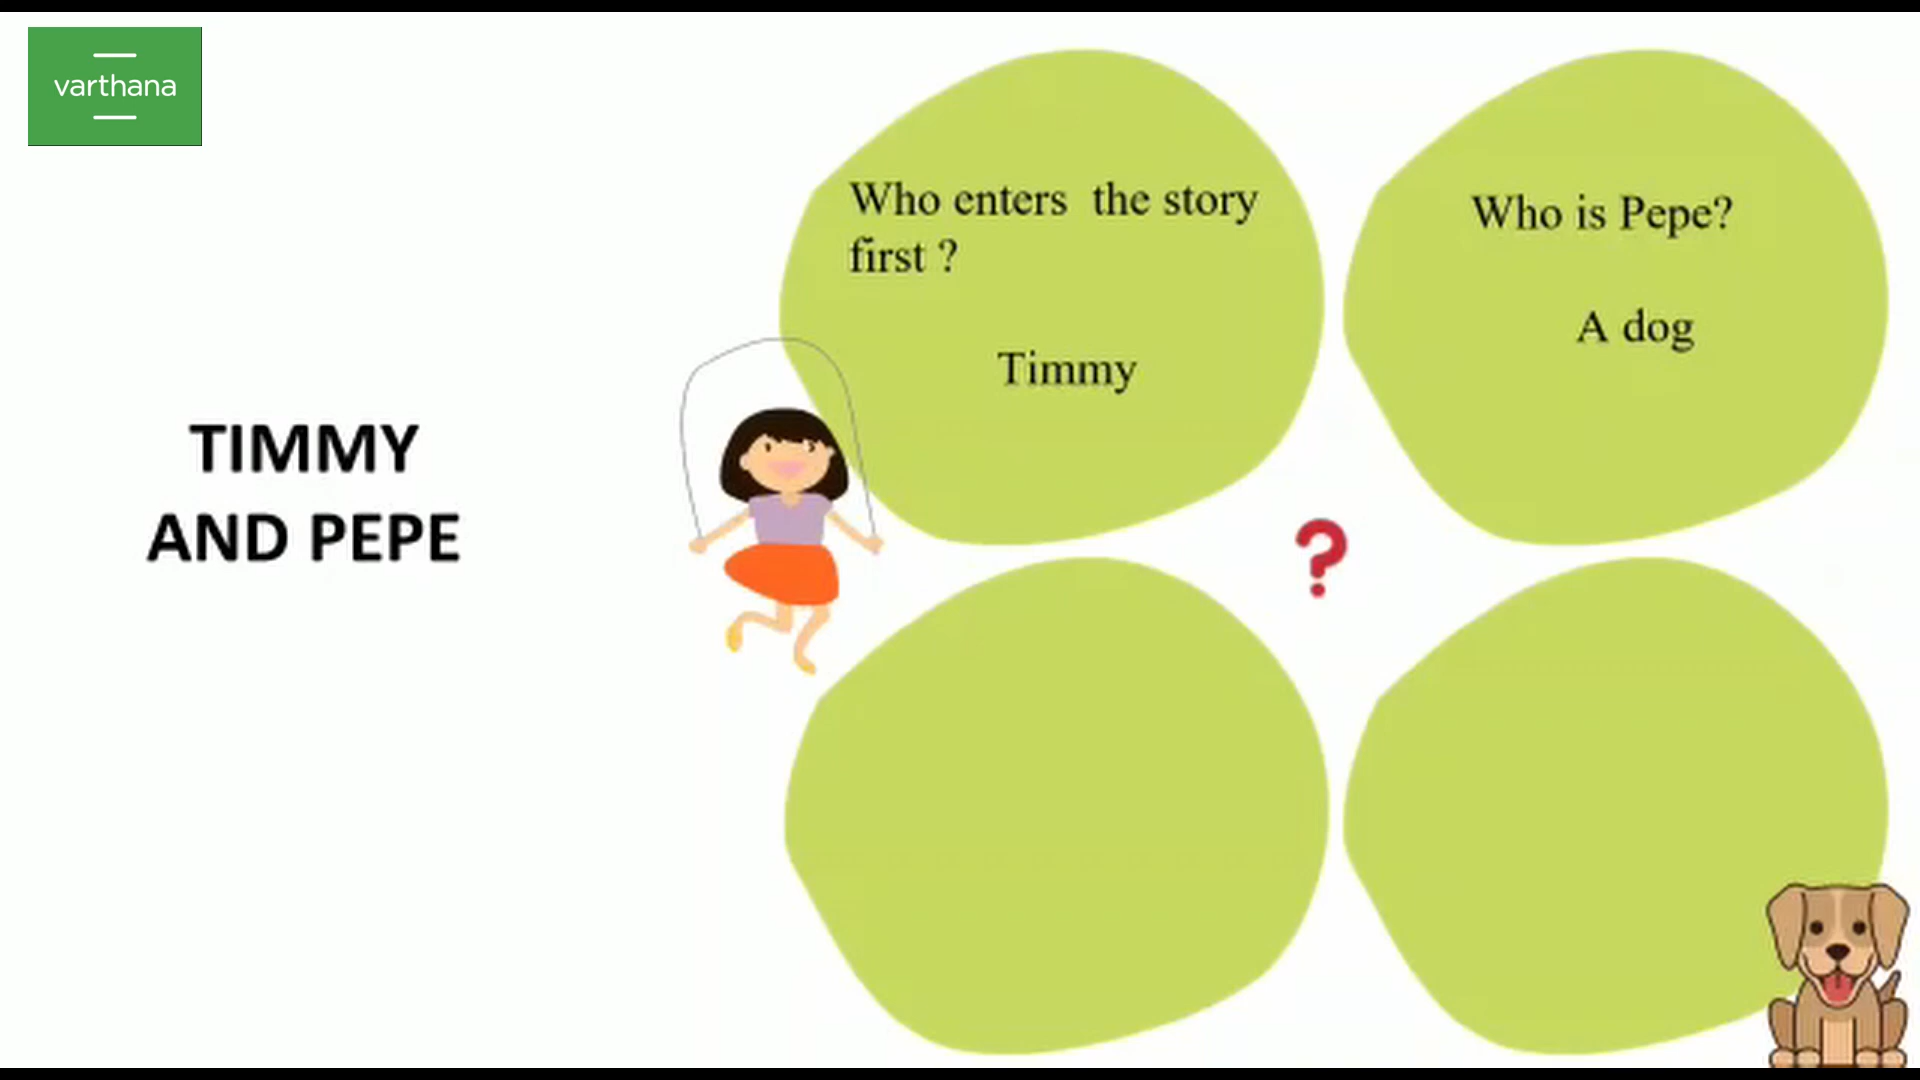 varthana
TIMMY
AND PEPE
Who enters the story
first ?
Timmy
Who is Pepe?
A dog
?